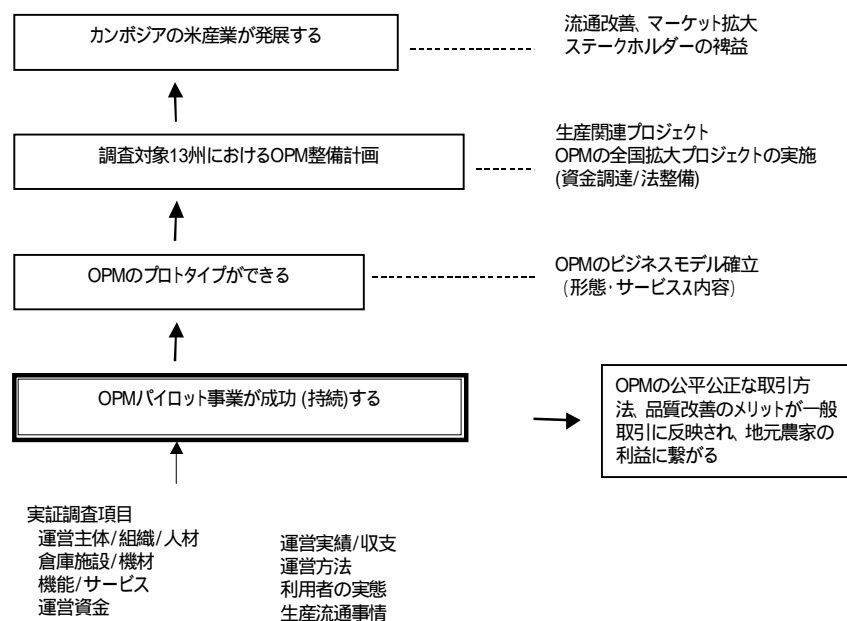 カンボジアの米産業が発展する
流通改善、マーケット拡大
ステークホルダーの裨益
調査対象13州におけるOPM整備計画
生産関連プロジェクト
OPMの全国拡大プロジェクトの実施
(資金調達/法整備)
OPMのプロトタイプができる
OPMのビジネスモデル確立
(形態・サービスス内容)
OPMパイロット事業が成功(持続)する
OPMの公平公正な取引方
法、品質改善のメリットが一般
取引に反映され、地元農家の
利益に繋がる
実証調査項目
運営主体/組織/人材
倉庫施設/機材
機能/サービス
運営資金
運営実績/収支
運営方法
利用者の実態
生産流通事情